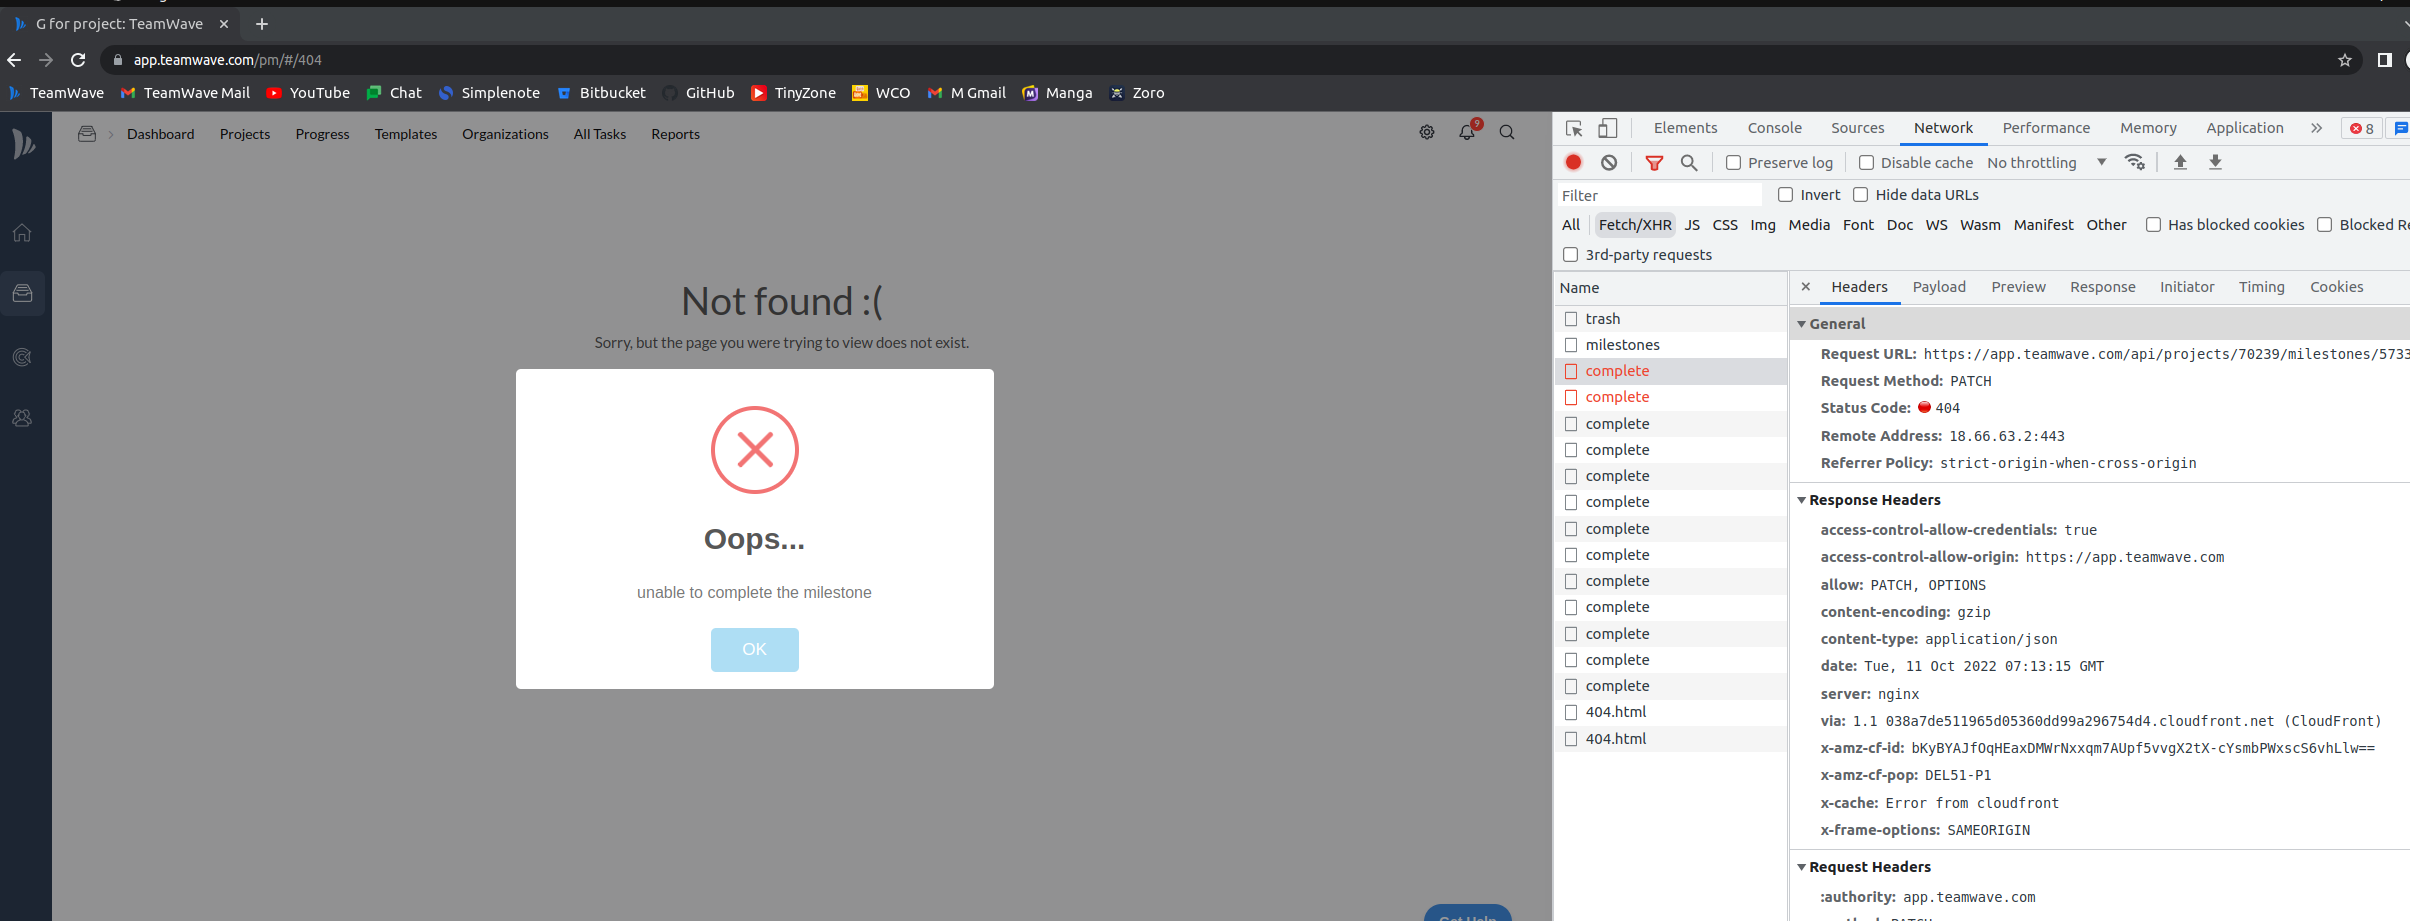 G for project: TeamWave
app.teamwave.com/pm/#/404
TeamWave TeamWave Mail YouTube Chat Simplenote Bitbucket GitHub TinyZone WCO M Gmail Manga Zoro
Dashboard Projects Progress Templates Organizations All Tasks Reports
9
Not found :(
Sorry, but the page you were trying to view does not exist.
Oops...
unable to complete the milestone
OK
Get Help
Elements Console Sources Network Performance Memory Application 8
Preserve log Disable cache No throttling
Filter Invert Hide data URLs
All Fetch/XHR JS CSS Img Media Font Doc WS Wasm Manifest Other Has blocked cookies Blocked Re
3rd-party requests
Name
trash
milestones
complete
complete
complete
complete
complete
complete
complete
complete
complete
complete
complete
complete
complete
404.html
404.html
Headers Payload Preview Response Initiator Timing Cookies
General
Request URL: https://app.teamwave.com/api/projects/70239/milestones/5733
Request Method: PATCH
Status Code: 404
Remote Address: 18.66.63.2:443
Referrer Policy: strict-origin-when-cross-origin
Response Headers
access-control-allow-credentials: true
access-control-allow-origin: https://app.teamwave.com
allow: PATCH, OPTIONS
content-encoding: gzip
content-type: application/json
date: Tue, 11 Oct 2022 07:13:15 GMT
server: nginx
via: 1.1 038a7de511965d05360dd99a296754d4.cloudfront.net (CloudFront)
x-amz-cf-id: bKyBYAJfOqHEaxDMWrNxxqm7AUpf5vvgX2tX-cYsmbPWxscS6vhLlw==
x-amz-cf-pop: DEL51-P1
x-cache: Error from cloudfront
x-frame-options: SAMEORIGIN
Request Headers
:authority: app.teamwave.com